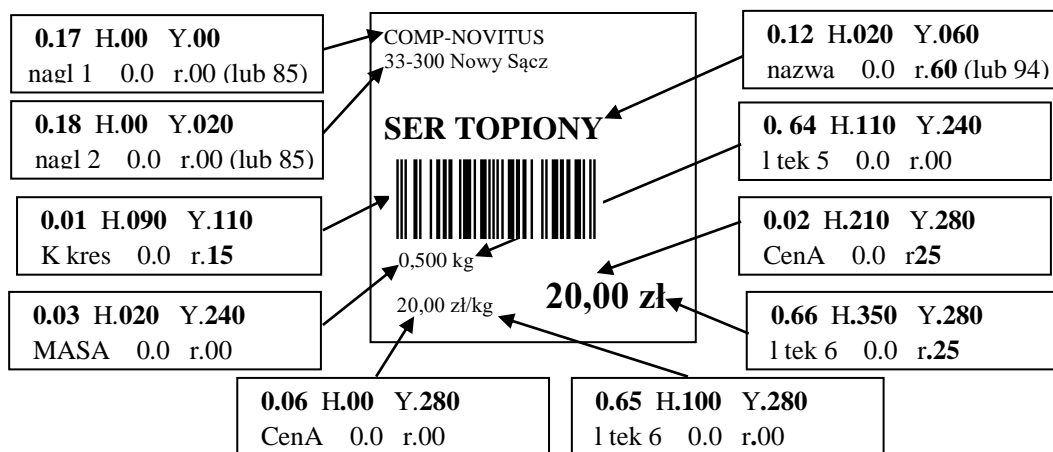 0.17 H.00 Y.00
nagl 1 0.0 r.00 (lub 85)
0.18 H.00 Y.020
nagl 2 0.0 r.00 (lub 85)
0.01 H.090 Y.110
K kres 0.0 r.15
0.03 H.020 Y.240
MASA 0.0 r.00
COMP-NOVITUS
33-300 Nowy Sącz
SER TOPIONY
0,500 kg
20,00 zł/kg
20,00 zł
0.12 H.020 Y.060
nazwa 0.0 r.60 (lub 94)
0. 64 H.110 Y.240
l tek 5 0.0 r.00
0.02 H.210 Y.280
CenA 0.0 r25
0.66 H.350 Y.280
l tek 6 0.0 r.25
0.06 H.00 Y.280
CenA 0.0 r.00
0.65 H.100 Y.280
l tek 6 0.0 r.00